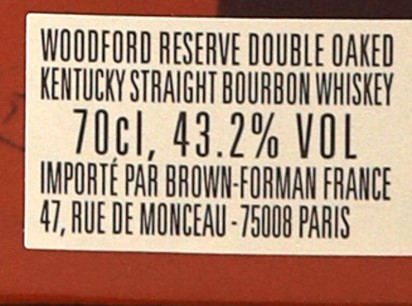 WOODFORD RESERVE DOUBLE OAKED
KENTUCKY STRAIGHT BOURBON WHISKEY
70cl, 43.2% VOL
IMPORTÉ PAR BROWN-FORMAN FRANCE
47, RUE DE MONCEAU - 75008 PARIS